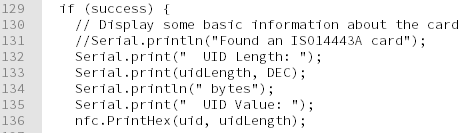 129 if (success) {
130 // Display some basic information about the card
131 //Serial.println("Found an ISO14443A card");
132 Serial.print("  UID Length: ");
133 Serial.print(uidLength, DEC);
134 Serial.println(" bytes");
135 Serial.print("  UID Value: ");
136 nfc.PrintHex(uid, uidLength);